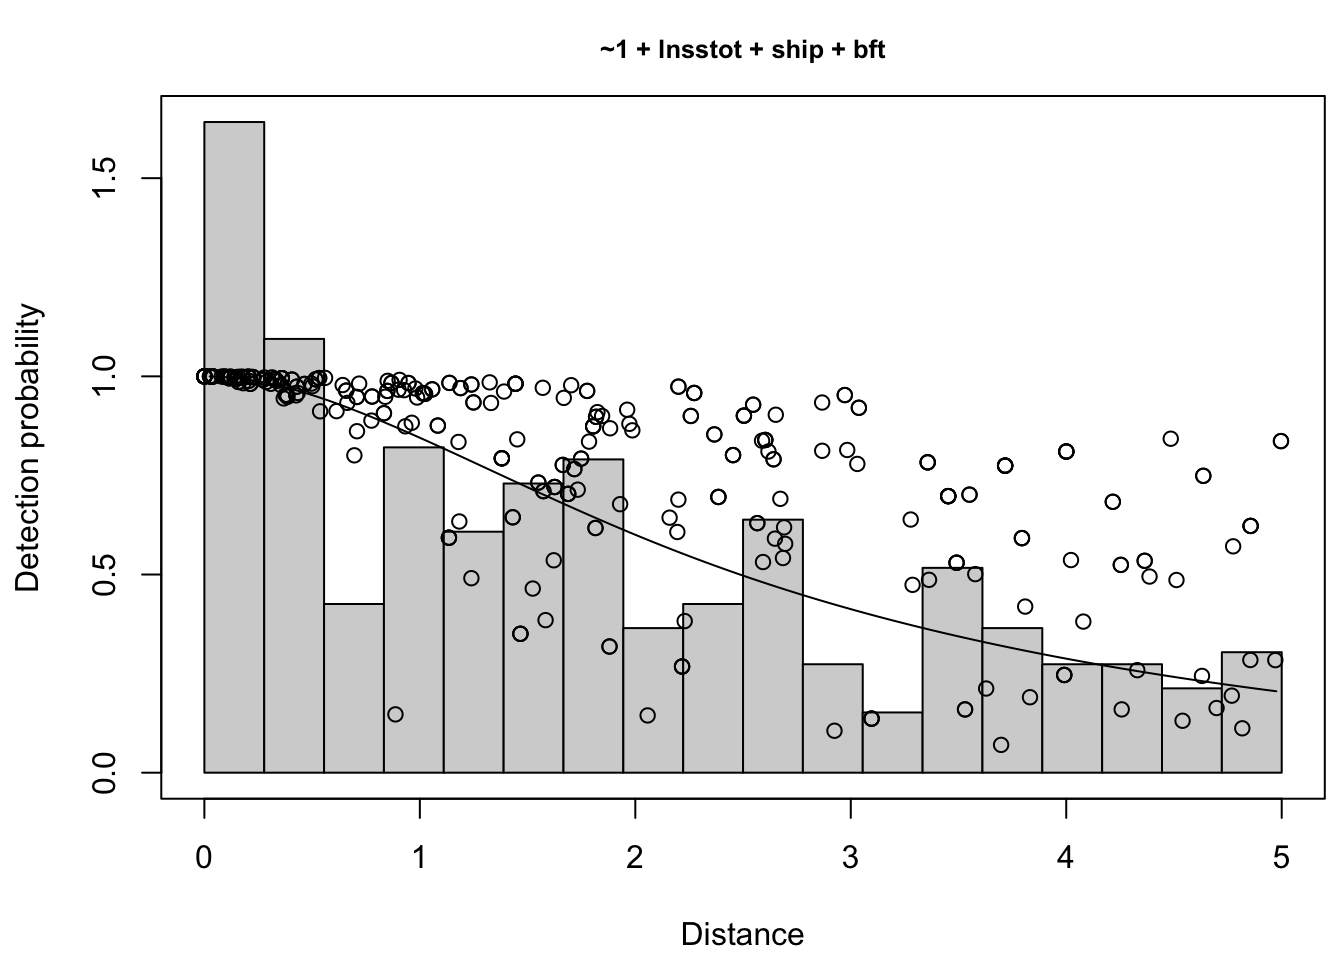 ~1 + lnsstot + ship + bft
Detection probability
1.5
1.0
0.5
0.0
0 1 2 3 4 5
Distance